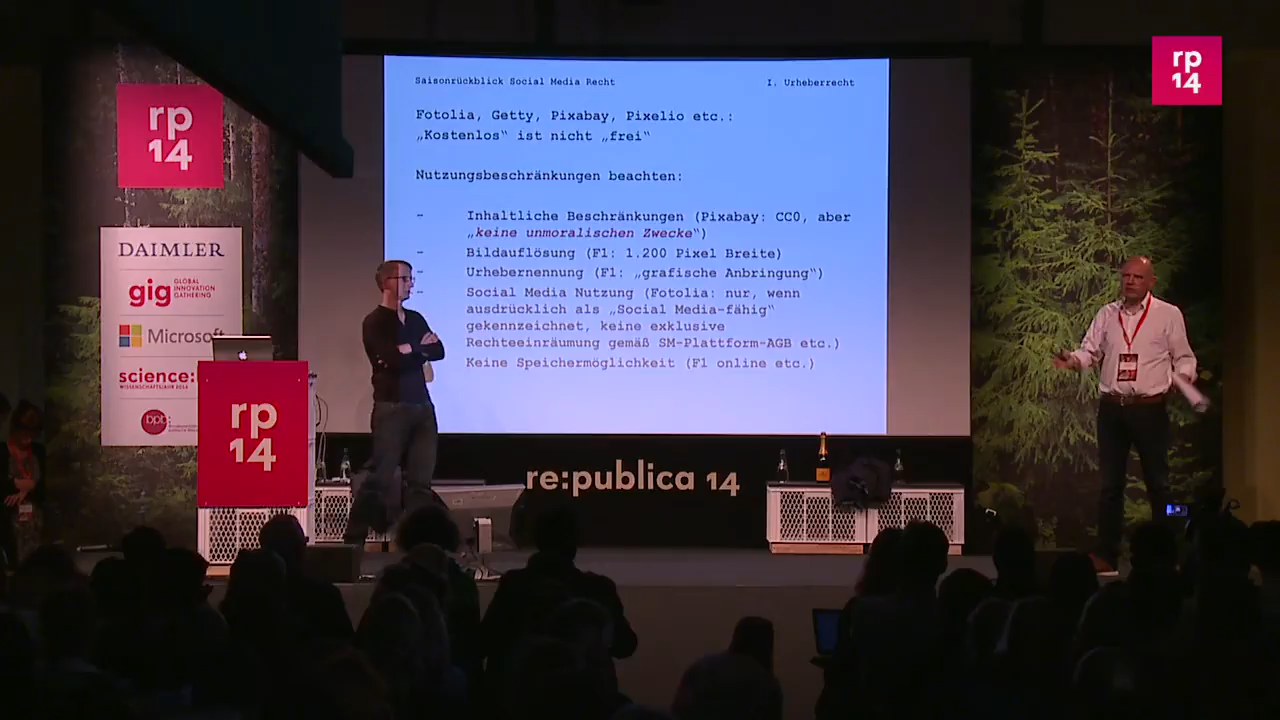 rp
14
rp
14
DAIMLER
gig GLOBAL
INNOVATION
GATHERING
Microsoft
science:
WISSENSCHAFTSJAHR 2014
bpb:
rp
14
Saisonrückblick Social Media Recht
I. Urheberrecht
Fotolia, Getty, Pixabay, Pixelio etc.:
„Kostenlos“ ist nicht „frei“
Nutzungsbeschränkungen beachten:
– Inhaltliche Beschränkungen (Pixabay: CC0, aber
„keine unmoralischen Zwecke“)
– Bildauflösung (F1: 1.200 Pixel Breite)
– Urhebernennung (F1: „grafische Anbringung“)
– Social Media Nutzung (Fotolia: nur, wenn
ausdrücklich als „Social Media-fähig“
gekennzeichnet, keine exklusive
Rechteeinräumung gemäß SM-Plattform-AGB etc.)
Keine Speichermöglichkeit (F1 online etc.)
re:publica 14